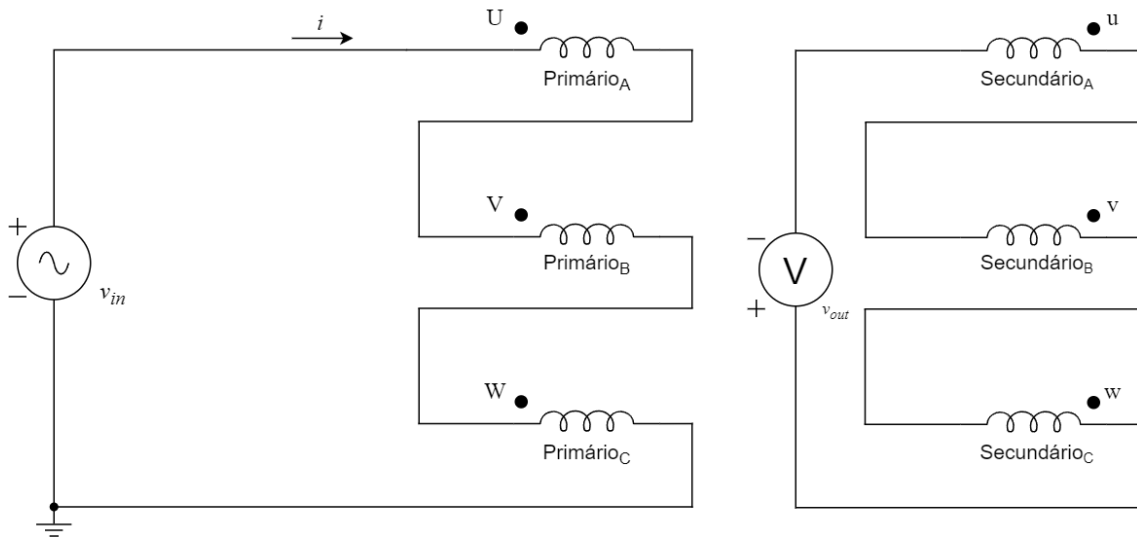 i
U
Primário_A
V
Primário_B
W
Primário_C
+
−
v_in
u
Secundário_A
v
Secundário_B
w
Secundário_C
−
V
+
v_out